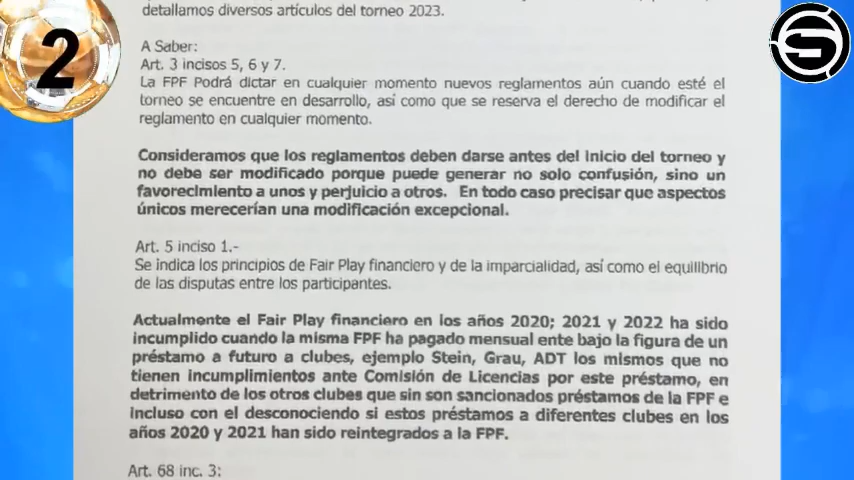 detallamos diversos artículos del torneo 2023.
2
S
A Saber:
Art. 3 incisos 5, 6 y 7.
La FPF Podrá dictar en cualquier momento nuevos reglamentos aún cuando esté el
torneo se encuentre en desarrollo, así como que se reserva el derecho de modificar el
reglamento en cualquier momento.
Consideramos que los reglamentos deben darse antes del inicio del torneo y
no debe ser modificado porque puede generar no solo confusión, sino un
favorecimiento a unos y perjuicio a otros. En todo caso precisar que aspectos
únicos merecerían una modificación excepcional.
Art. 5 inciso 1.-
Se indica los principios de Fair Play financiero y de la imparcialidad, así como el equilibrio
de las disputas entre los participantes.
Actualmente el Fair Play financiero en los años 2020; 2021 y 2022 ha sido
incumplido cuando la misma FPF ha pagado mensual ente bajo la figura de un
préstamo a futuro a clubes, ejemplo Stein, Grau, ADT los mismos que no
tienen incumplimientos ante Comisión de Licencias por este préstamo, en
detrimento de los otros clubes que sin son sancionados préstamos de la FPF e
incluso con el desconociendo si estos préstamos a diferentes clubes en los
años 2020 y 2021 han sido reintegrados a la FPF.
Art. 68 inc. 3: